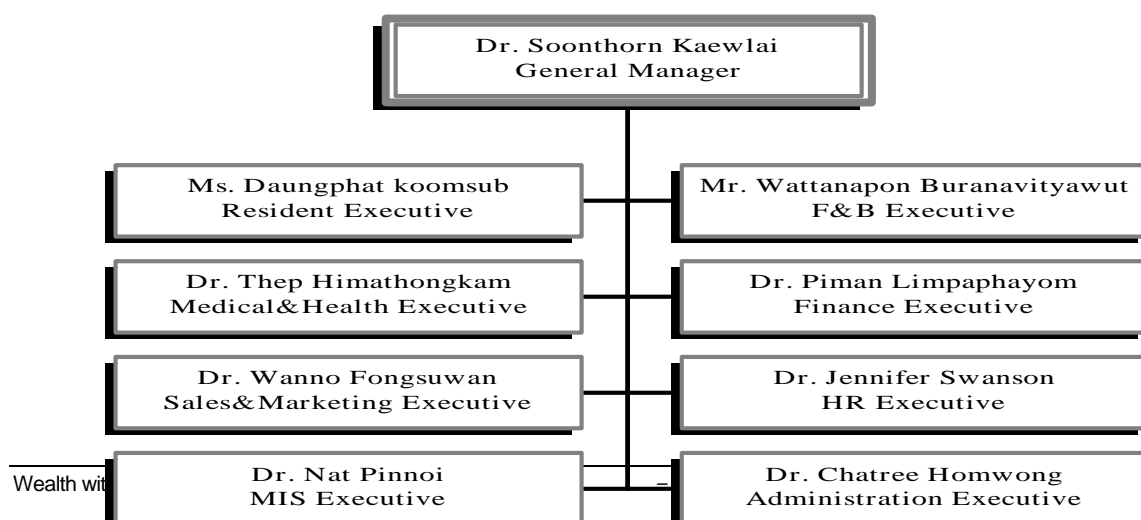 Dr. Soonthorn Kaewlai
General Manager
Ms. Daungphat koomsub
Resident Executive
Mr. Wattanapon Buranavityawut
F&B Executive
Dr. Thep Himathongkam
Medical&Health Executive
Dr. Piman Limpaphayom
Finance Executive
Dr. Wanno Fongsuwan
Sales&Marketing Executive
Dr. Jennifer Swanson
HR Executive
Dr. Nat Pinnoi
MIS Executive
Dr. Chatree Homwong
Administration Executive
Wealth